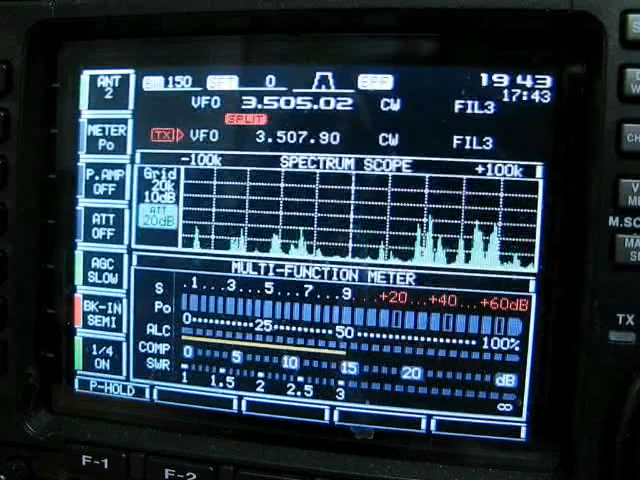 ANT 2
150 0
19 43
17:43
VFO 3.505.02 CW FIL3
SPLIT
TX VFO 3.507.90 CW FIL3
METER Po
P.AMP OFF
ATT OFF
AGC SLOW
BK-IN SEMI
1/4 ON
P-HOLD
-100k SPECTRUM SCOPE +100k
Grid
20k
10dB
ATT
20dB
MULTI-FUNCTION METER
S .1...3...5...7...9...+20...+40...+60dB
Po
0 25 50 100%
ALC
COMP 0 5 10 15 20 dB
SWR
1 1.5 2 2.5 3 ∞
F-1
F-2
TX
M.SC
CH